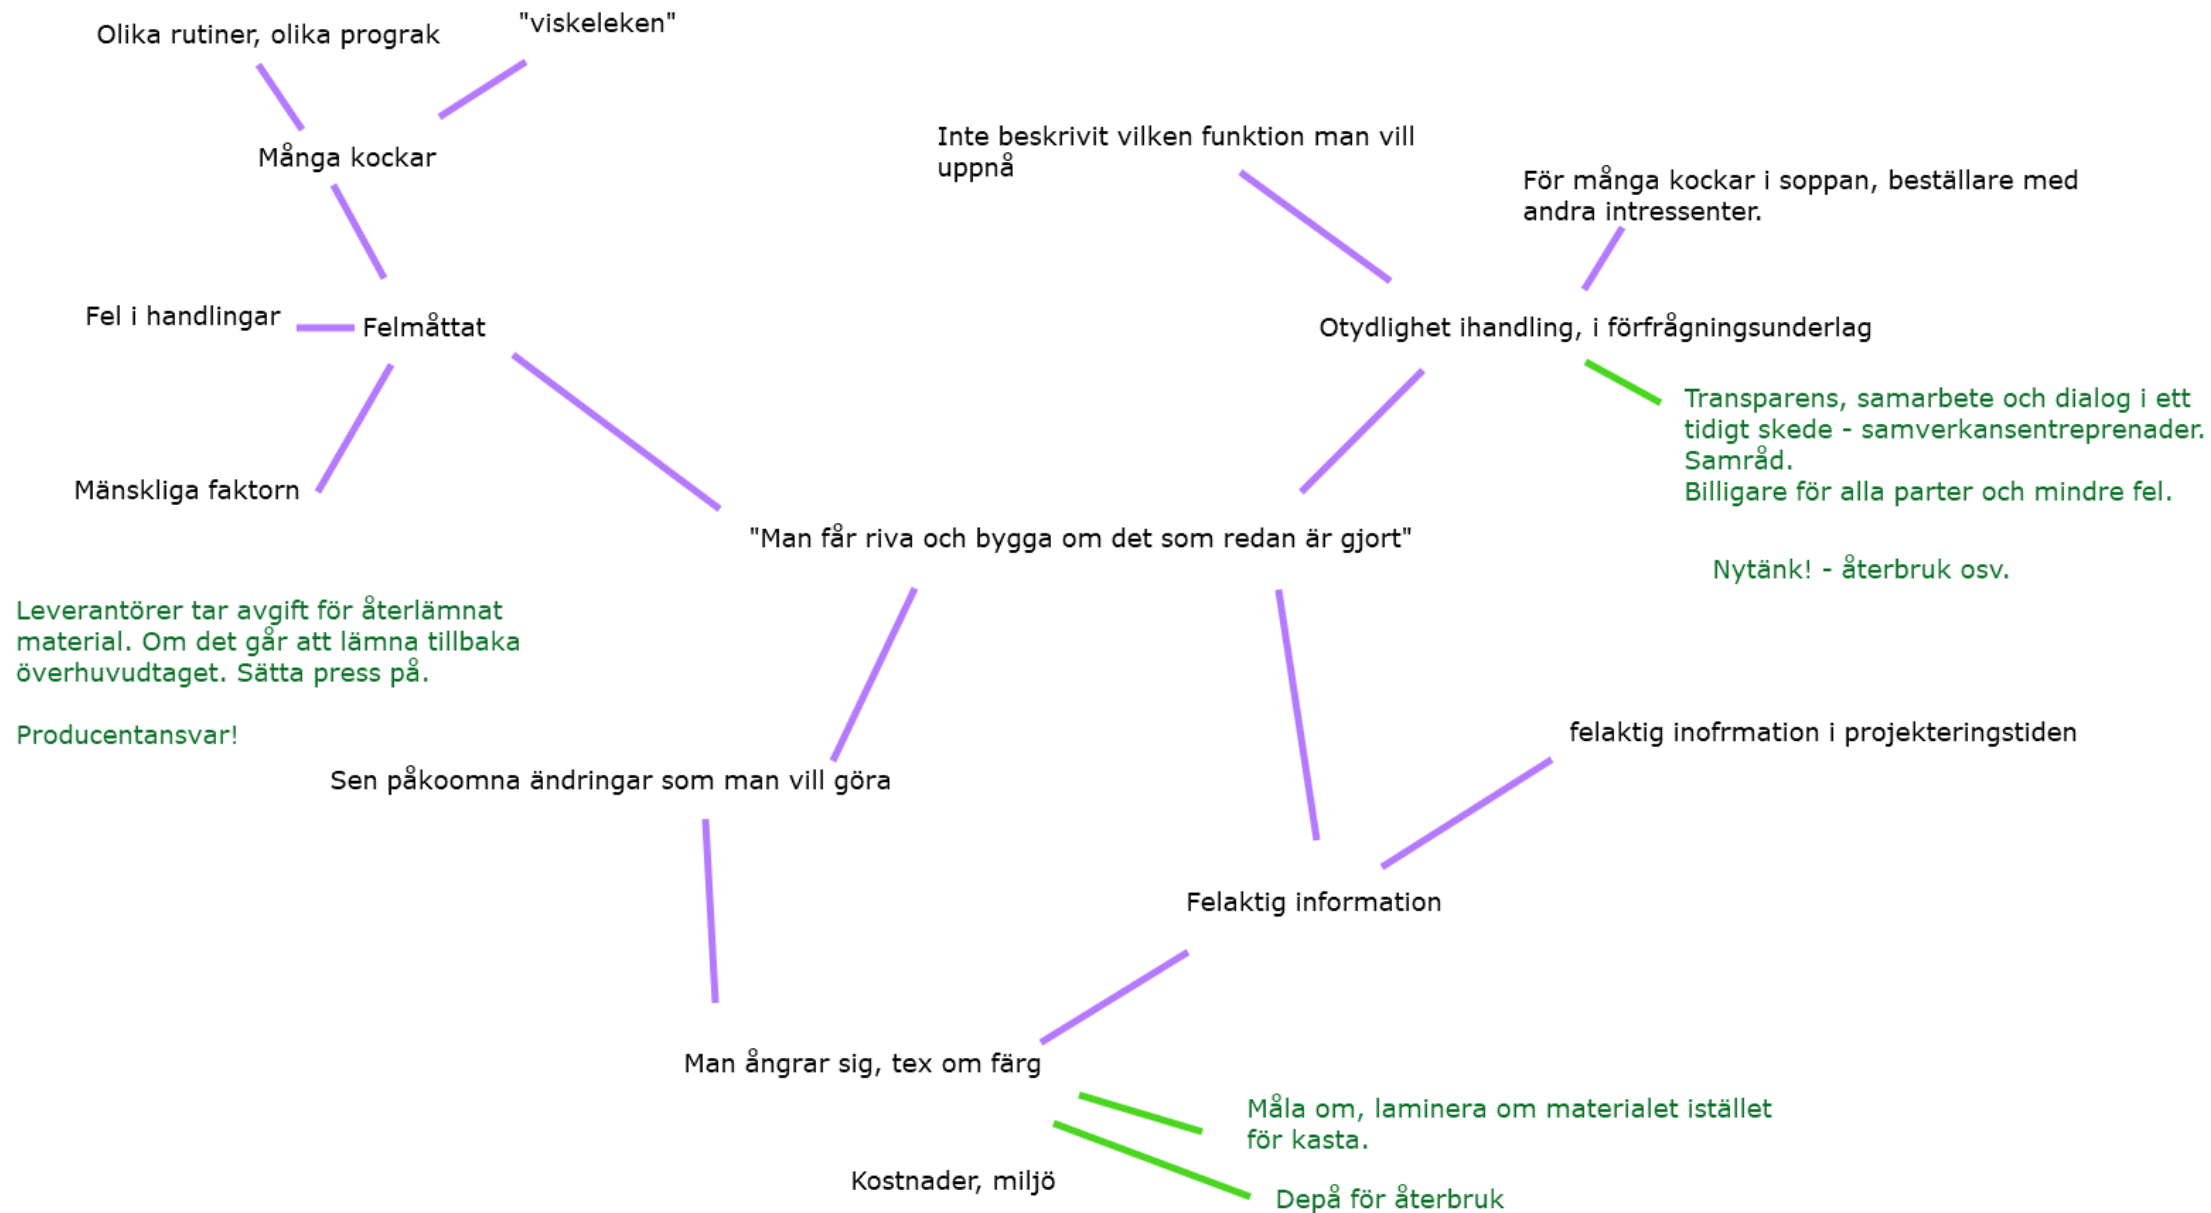 "viskeleken"
Olika rutiner, olika prograk
Många kockar
Inte beskrivit vilken funktion man vill
uppnå
För många kockar i soppan, beställare med
andra intressenter.
Fel i handlingar
Felmåttat
Otydlighet ihandling, i förfrågningsunderlag
Transparens, samarbete och dialog i ett
tidigt skede - samverkansentreprenader.
Samråd.
Billigare för alla parter och mindre fel.
Mänskliga faktorn
"Man får riva och bygga om det som redan är gjort"
Nytänk! - återbruk osv.
Leverantörer tar avgift för återlämnat
material. Om det går att lämna tillbaka
överhuvudtaget. Sätta press på.
Producentansvar!
felaktig inofrmation i projekteringstiden
Sen påkoomna ändringar som man vill göra
Felaktig information
Man ångrar sig, tex om färg
Måla om, laminera om materialet istället
för kasta.
Kostnader, miljö
Depå för återbruk